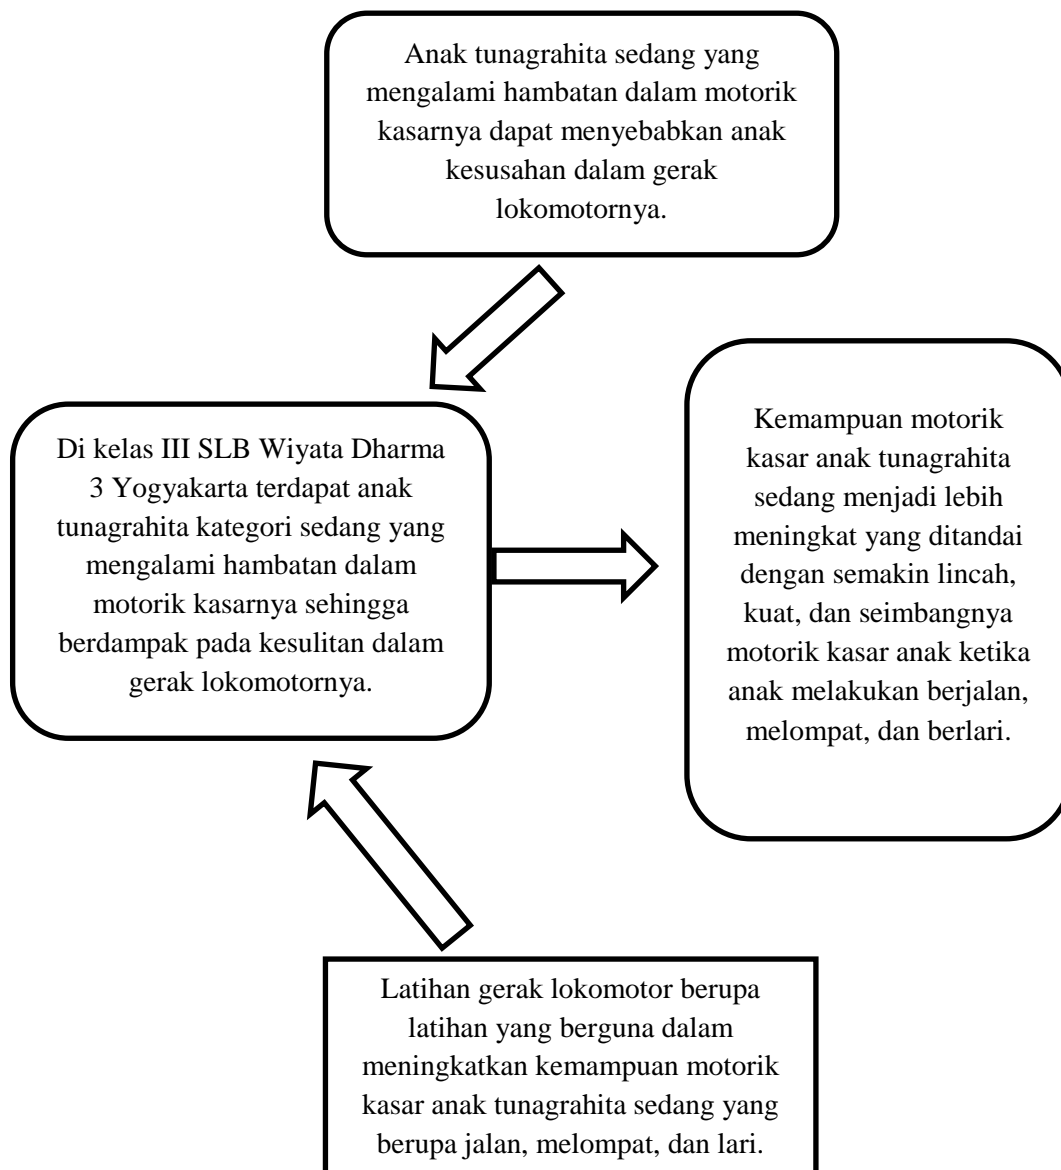 Anak tunagrahita sedang yang
mengalami hambatan dalam motorik
kasarnya dapat menyebabkan anak
kesusahan dalam gerak
lokomotornya.
Di kelas III SLB Wiyata Dharma
3 Yogyakarta terdapat anak
tunagrahita kategori sedang yang
mengalami hambatan dalam
motorik kasarnya sehingga
berdampak pada kesulitan dalam
gerak lokomotornya.
Kemampuan motorik
kasar anak tunagrahita
sedang menjadi lebih
meningkat yang ditandai
dengan semakin lincah,
kuat, dan seimbangnya
motorik kasar anak ketika
anak melakukan berjalan,
melompat, dan berlari.
Latihan gerak lokomotor berupa
latihan yang berguna dalam
meningkatkan kemampuan motorik
kasar anak tunagrahita sedang yang
berupa jalan, melompat, dan lari.